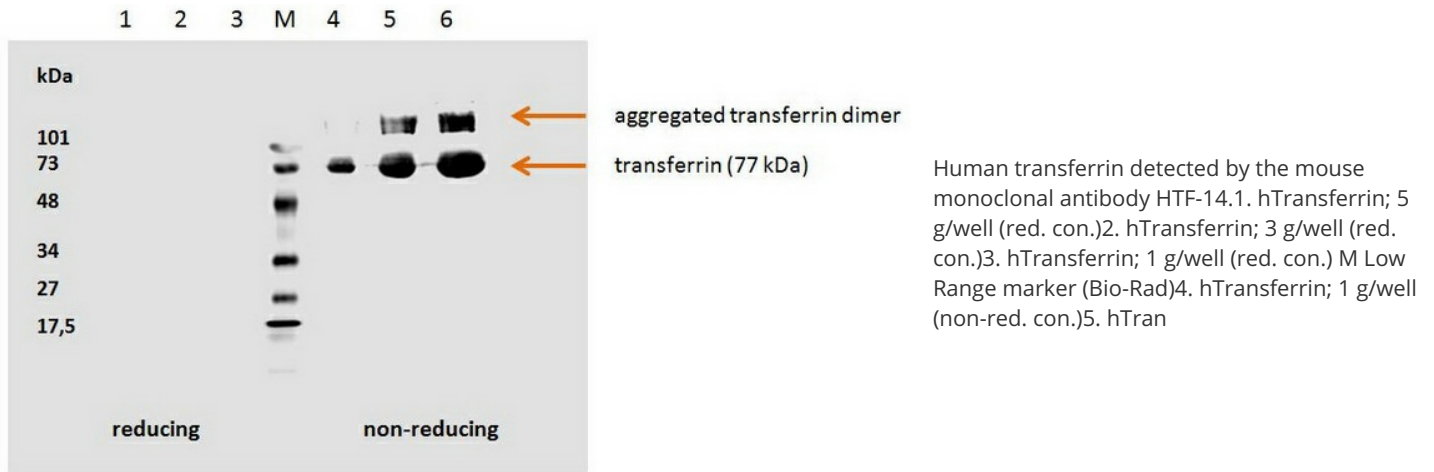 1 2 3 M 4 5 6
kDa
101
73
48
34
27
17,5
reducing non-reducing
aggregated transferrin dimer
transferrin (77 kDa)
Human transferrin detected by the mouse
monoclonal antibody HTF-14.1. hTransferrin; 5
g/well (red. con.)2. hTransferrin; 3 g/well (red.
con.)3. hTransferrin; 1 g/well (red. con.) M Low
Range marker (Bio-Rad)4. hTransferrin; 1 g/well
(non-red. con.)5. hTran